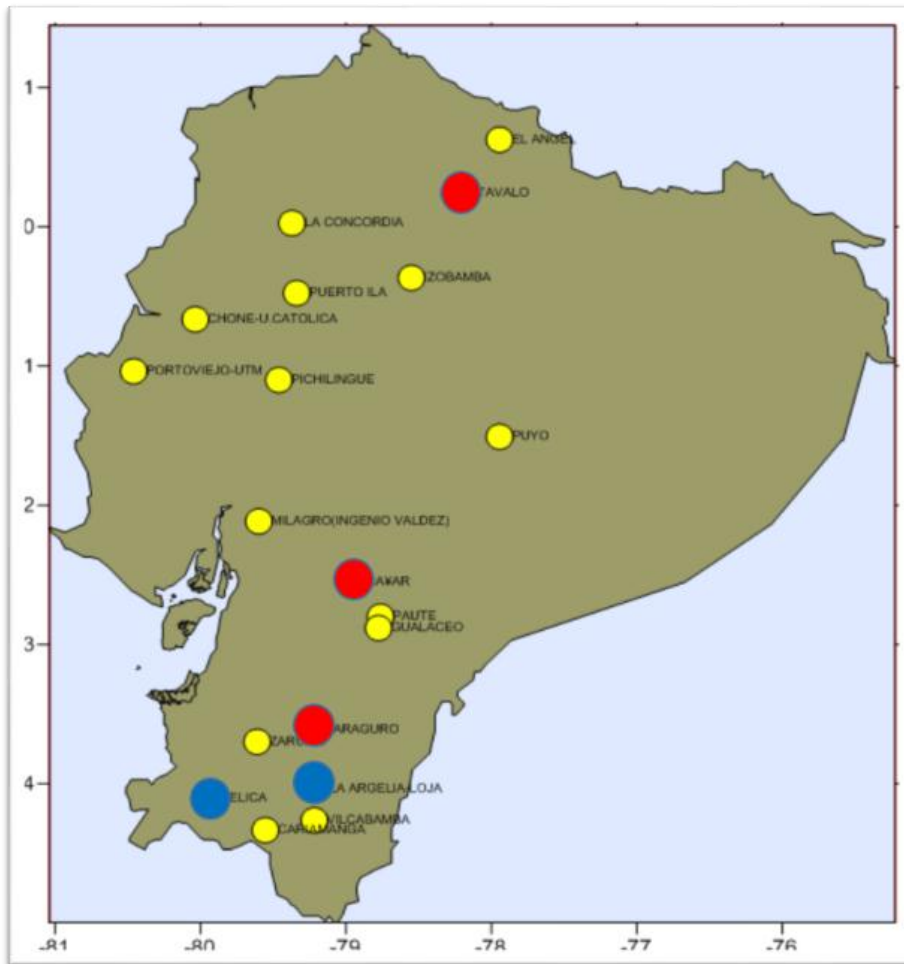 1
EL ANGEL
TAVALO
0
LA CONCORDIA
IZOBAMBA
PUERTO ILA
CHONE-U.CATOLICA
1
PORTOVIEJO-UTM
PICHILINGUE
PUYO
2
MILAGRO(INGENIO VALDEZ)
PAUTE
GUALACEO
3
ARAGURO
4
ELICA
LA ARGELIA-LOJA
VILCABAMBA
CARIAMANGA
-81
-80
-79
-78
-77
-76